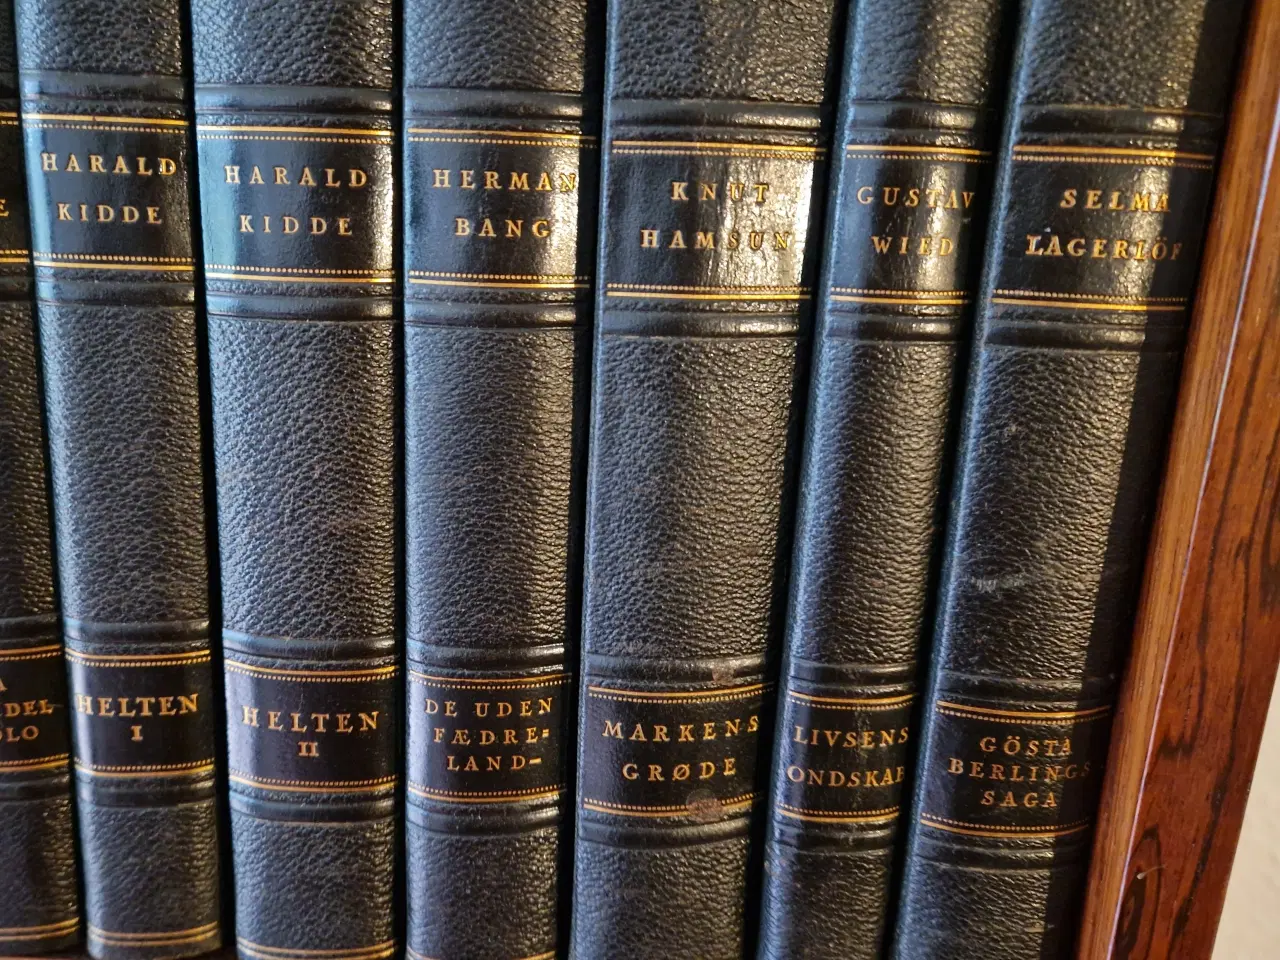 HARALD
KIDDE
HELTEN
I
HARALD
KIDDE
HELTEN
II
HERMAN
BANG
DE UDEN
FÆDRE=
LAND-
KNUT
HAMSUN
MARKENS
GRØDE
GUSTAV
WIED
LIVSENS
ONDSKAB
SELMA
LAGERLÖF
GÖSTA
BERLINGS
SAGA